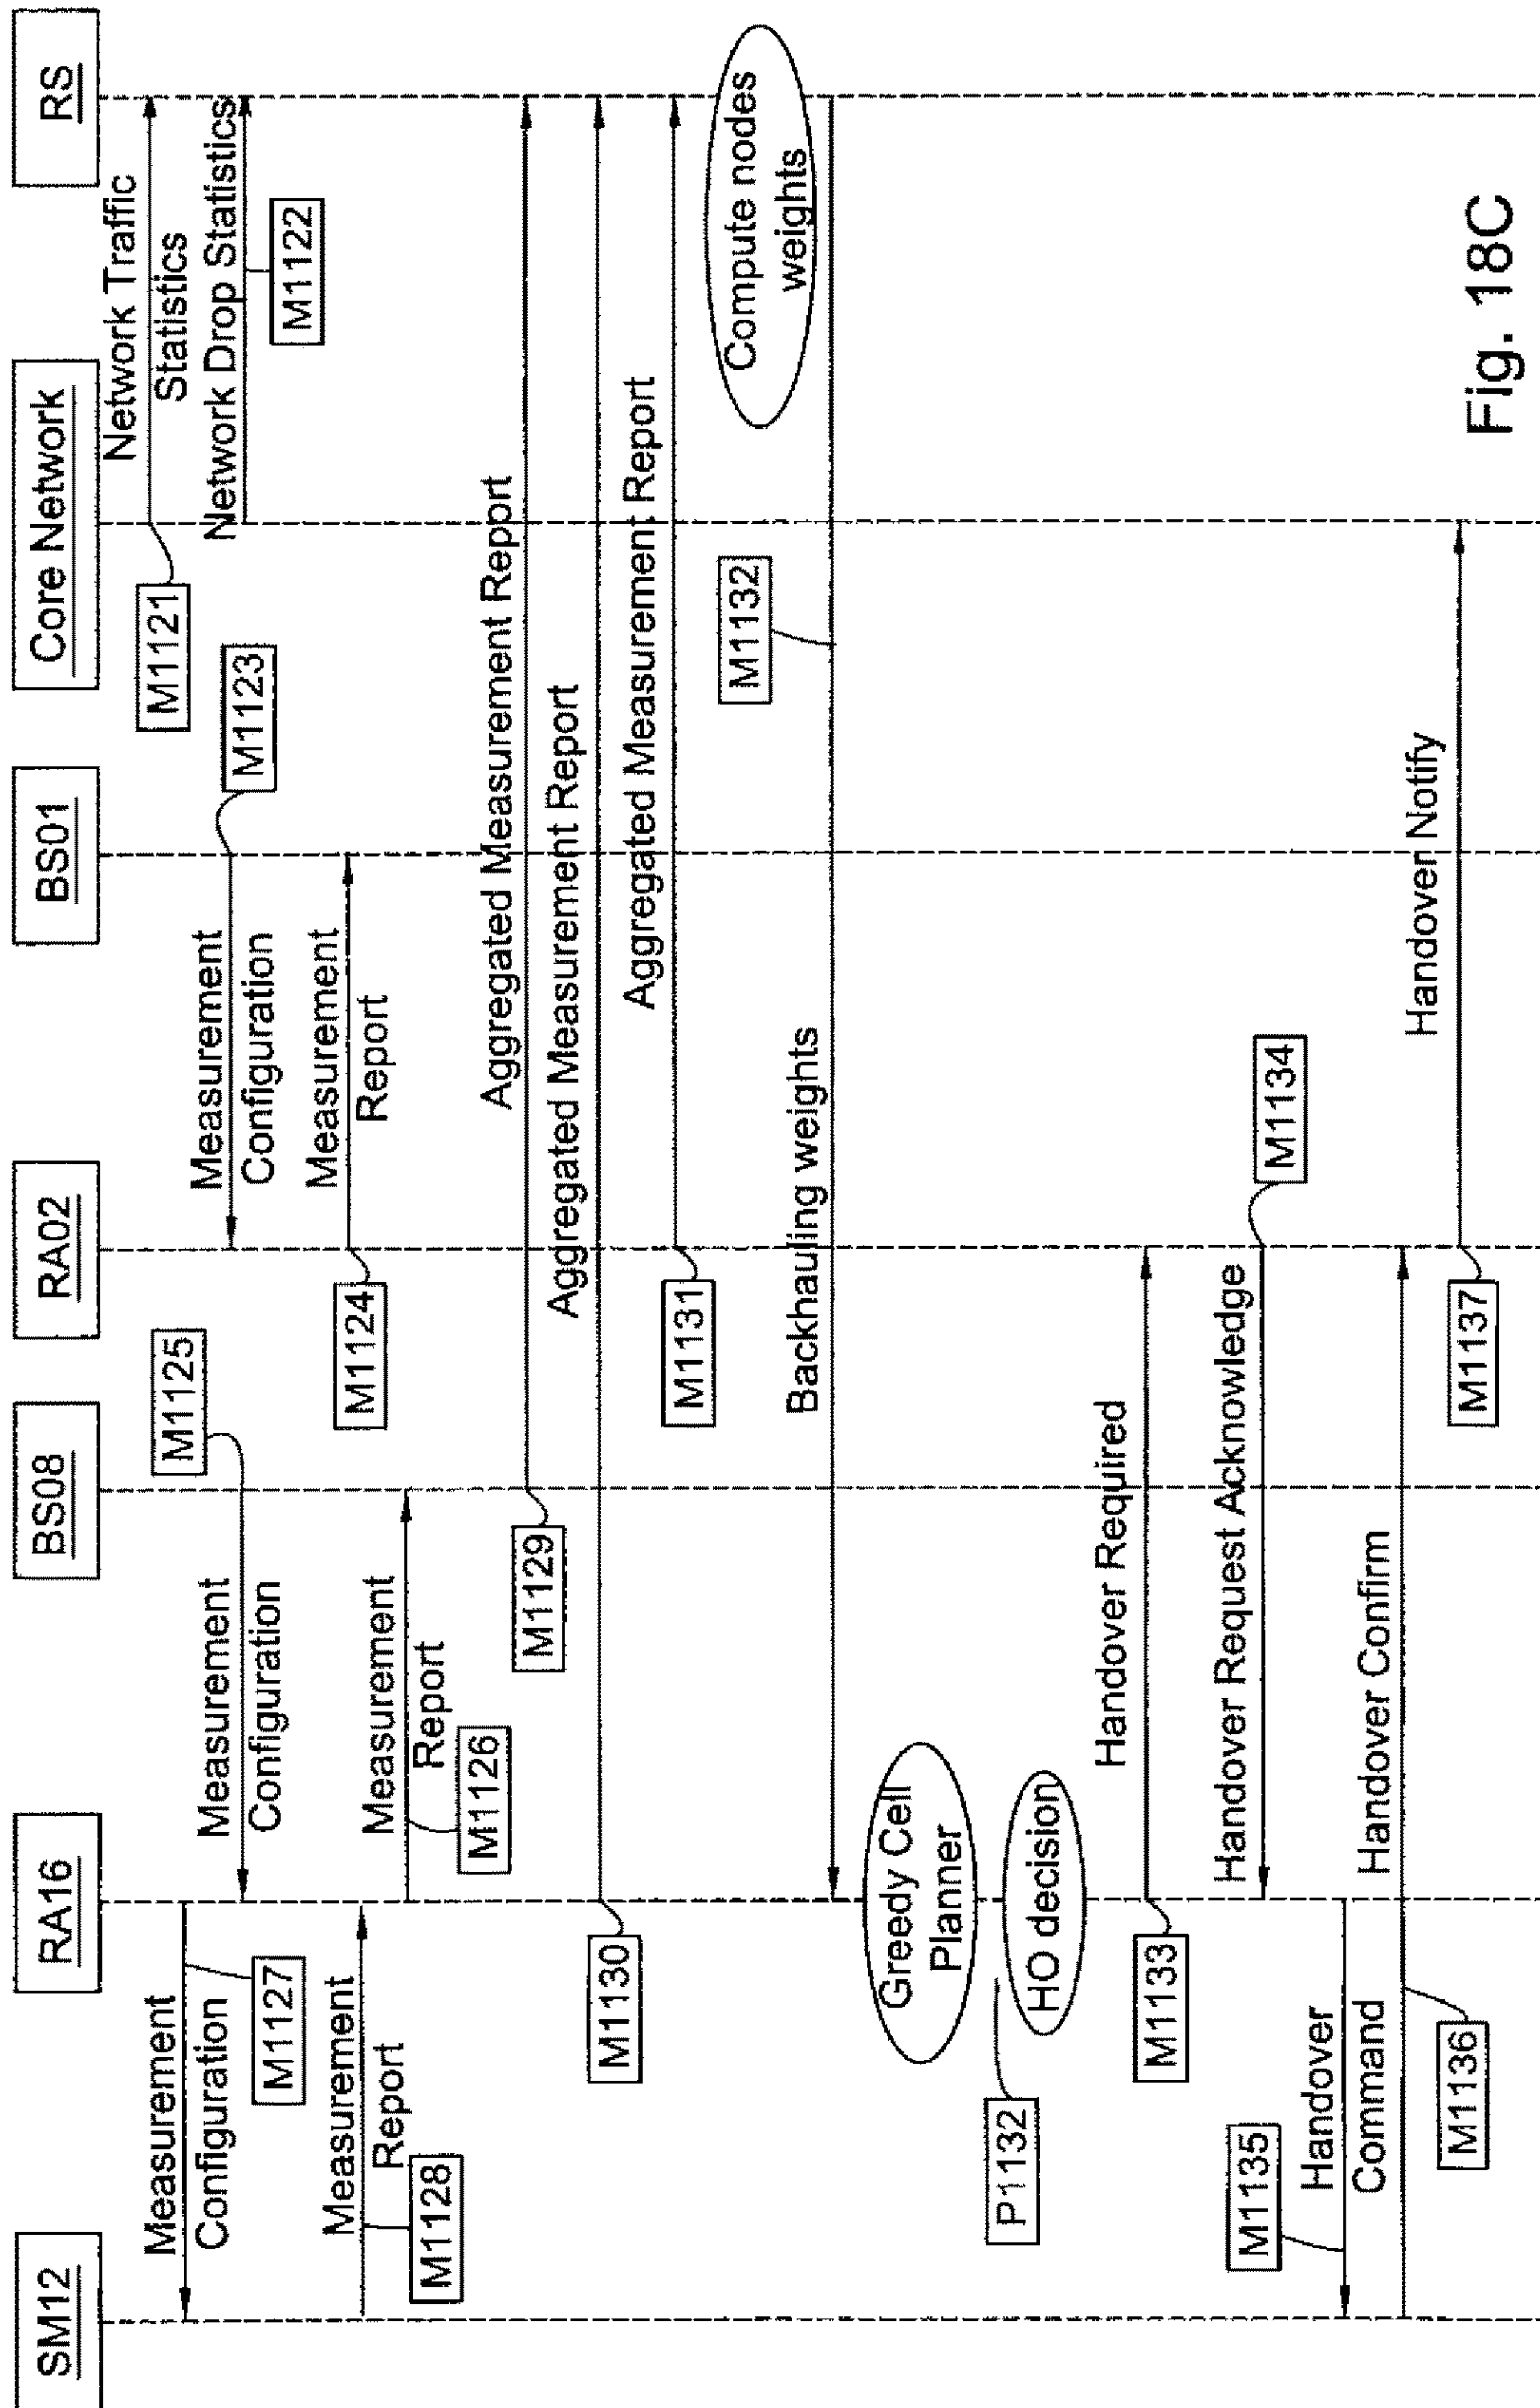 SM12
RA16
BS08
RA02
BS01
Core Network
RS
Network Traffic
Statistics
M1121
Network Drop Statistics
M1122
M1123
Measurement
Configuration
Measurement
Report
M1124
M1125
Measurement
Configuration
Measurement
Report
M1126
Measurement
Configuration
M1127
Measurement
Report
M1128
Aggregated Measurement Report
M1129
Aggregated Measurement Report
M1130
Aggregated Measurement Report
M1131
Compute nodes
weights
M1132
Backhauling weights
Greedy Cell
Planner
HO decision
P1132
Handover Required
M1133
M1134
Handover Request Acknowledge
M1135
Handover
Command
Handover Confirm
M1136
Handover Notify
M1137
Fig. 18C